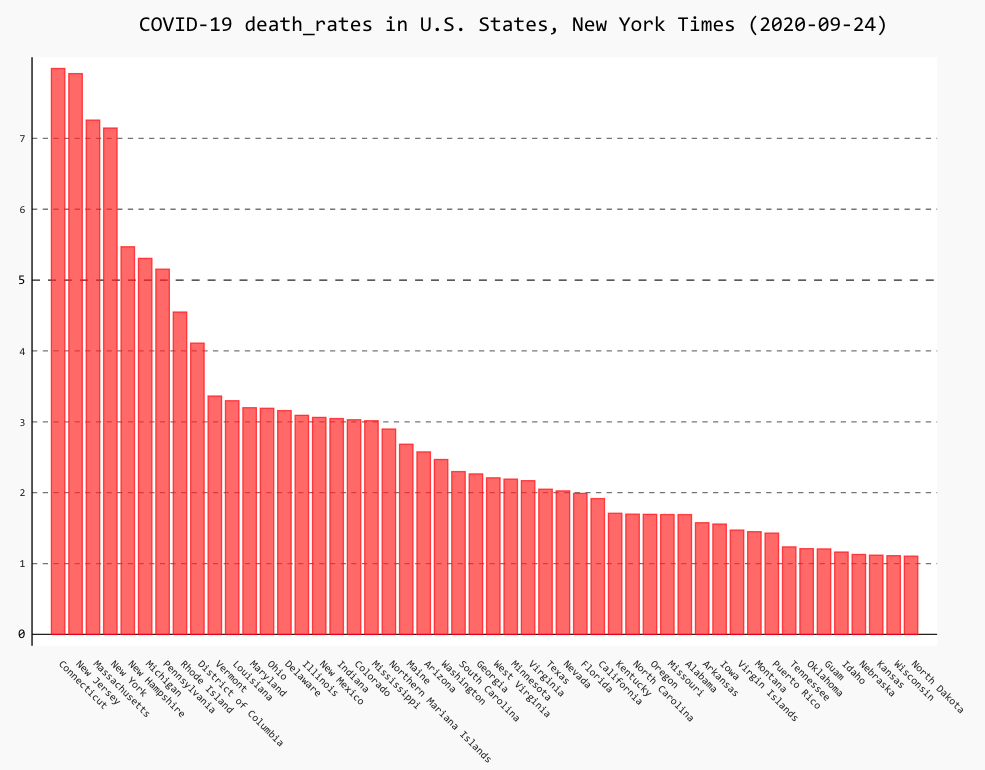 COVID-19 death_rates in U.S. States, New York Times (2020-09-24)
7
6
5
4
3
2
1
0
Connecticut
New Jersey
Massachusetts
New York
New Hampshire
Michigan
Pennsylvania
Rhode Island
District of Columbia
Vermont
Louisiana
Maryland
Ohio
Delaware
Illinois
New Mexico
Indiana
Colorado
Mississippi
Northern Mariana Islands
Maine
Arizona
Washington
South Carolina
Georgia
West Virginia
Minnesota
Virginia
Texas
Nevada
Florida
California
Kentucky
North Carolina
Oregon
Missouri
Alabama
Arkansas
Iowa
Virgin Islands
Montana
Puerto Rico
Tennessee
Oklahoma
Guam
Idaho
Nebraska
Kansas
Wisconsin
North Dakota